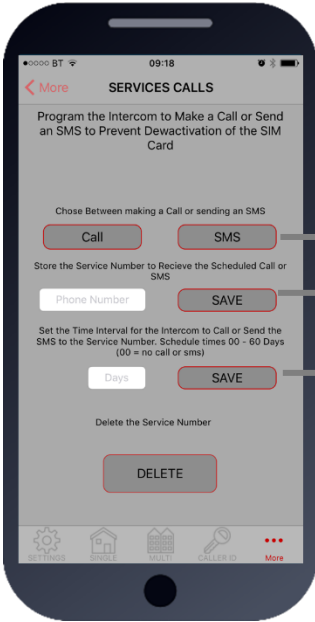 ●○○○○ BT 09:18
More SERVICES CALLS
Program the Intercom to Make a Call or Send
an SMS to Prevent Dewactivation of the SIM
Card
Chose Between making a Call or sending an SMS
Call SMS
Store the Service Number to Recieve the Scheduled Call or
SMS
Phone Number SAVE
Set the Time Interval for the Intercom to Call or Send the
SMS to the Service Number. Schedule times 00 - 60 Days
(00 = no call or sms)
Days SAVE
Delete the Service Number
DELETE
SETTINGS SINGLE MULTI CALLER ID More